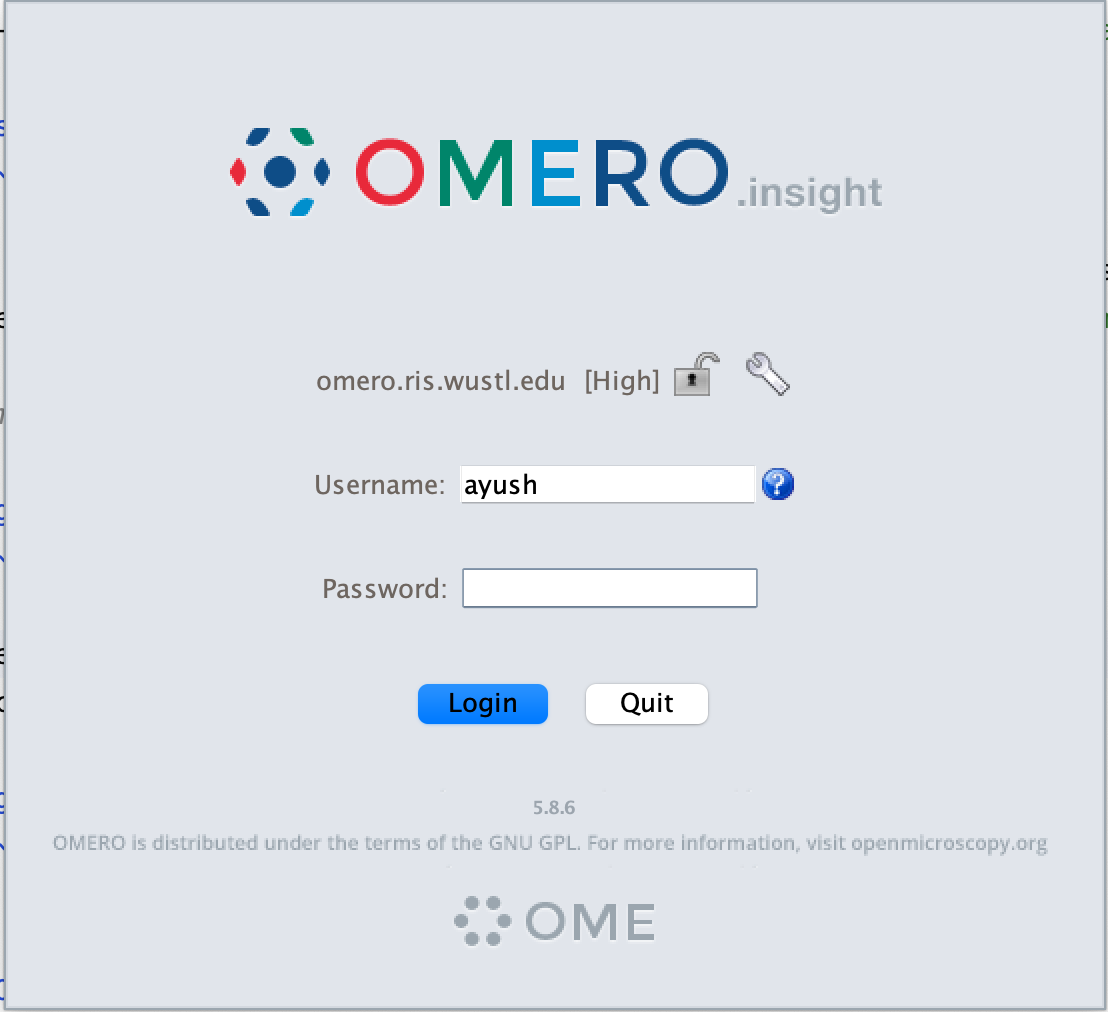 OMERO.insight
omero.ris.wustl.edu [High]
Username: ayush
Password:
Login Quit
5.8.6
OMERO is distributed under the terms of the GNU GPL. For more information, visit openmicroscopy.org
OME